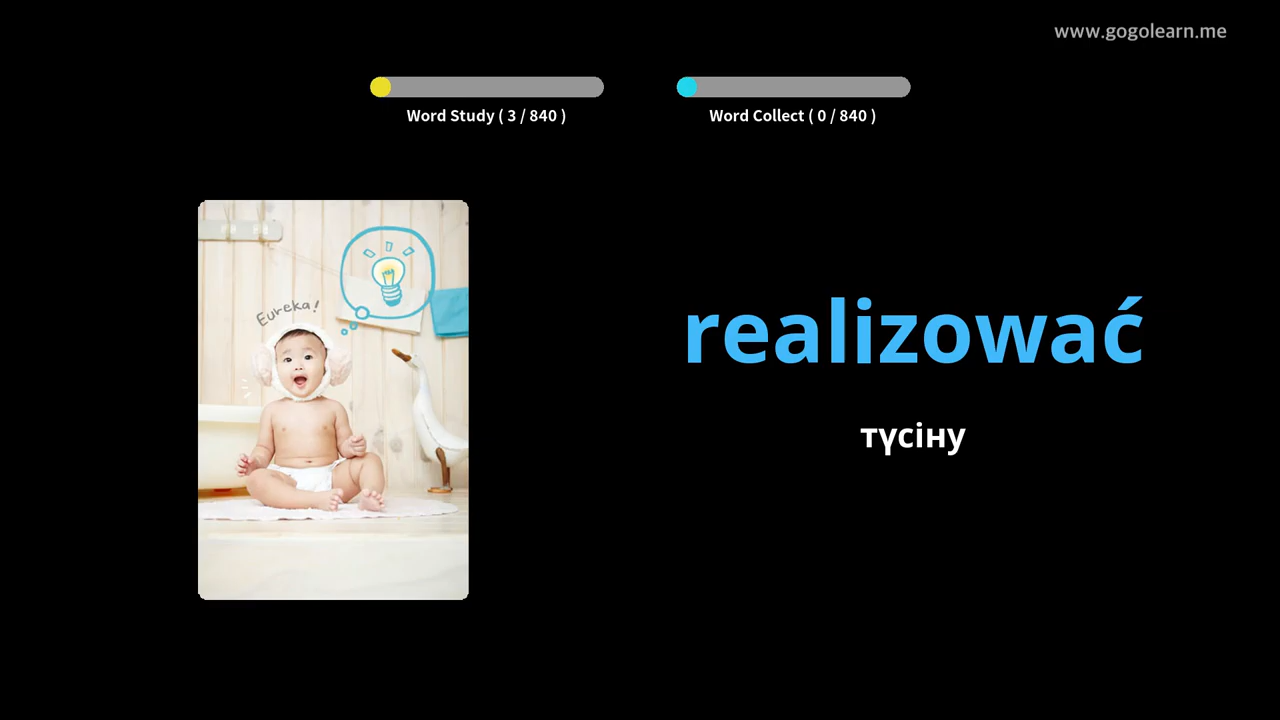 www.gogolearn.me
Word Study ( 3 / 840 )
Word Collect ( 0 / 840 )
Eureka!
realizować
түсіну